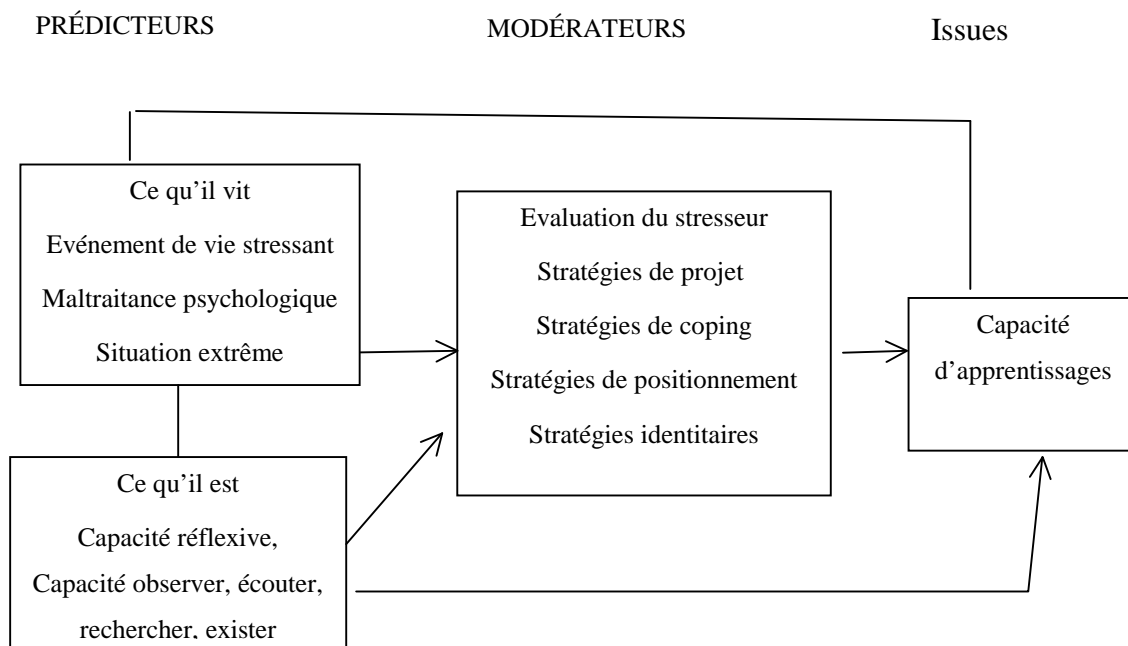 PRÉDICTEURS
MODÉRATEURS
Issues
Ce qu’il vit
Evénement de vie stressant
Maltraitance psychologique
Situation extrême
Ce qu’il est
Capacité réflexive,
Capacité observer, écouter,
rechercher, exister
Evaluation du stresseur
Stratégies de projet
Stratégies de coping
Stratégies de positionnement
Stratégies identitaires
Capacité
d’apprentissages